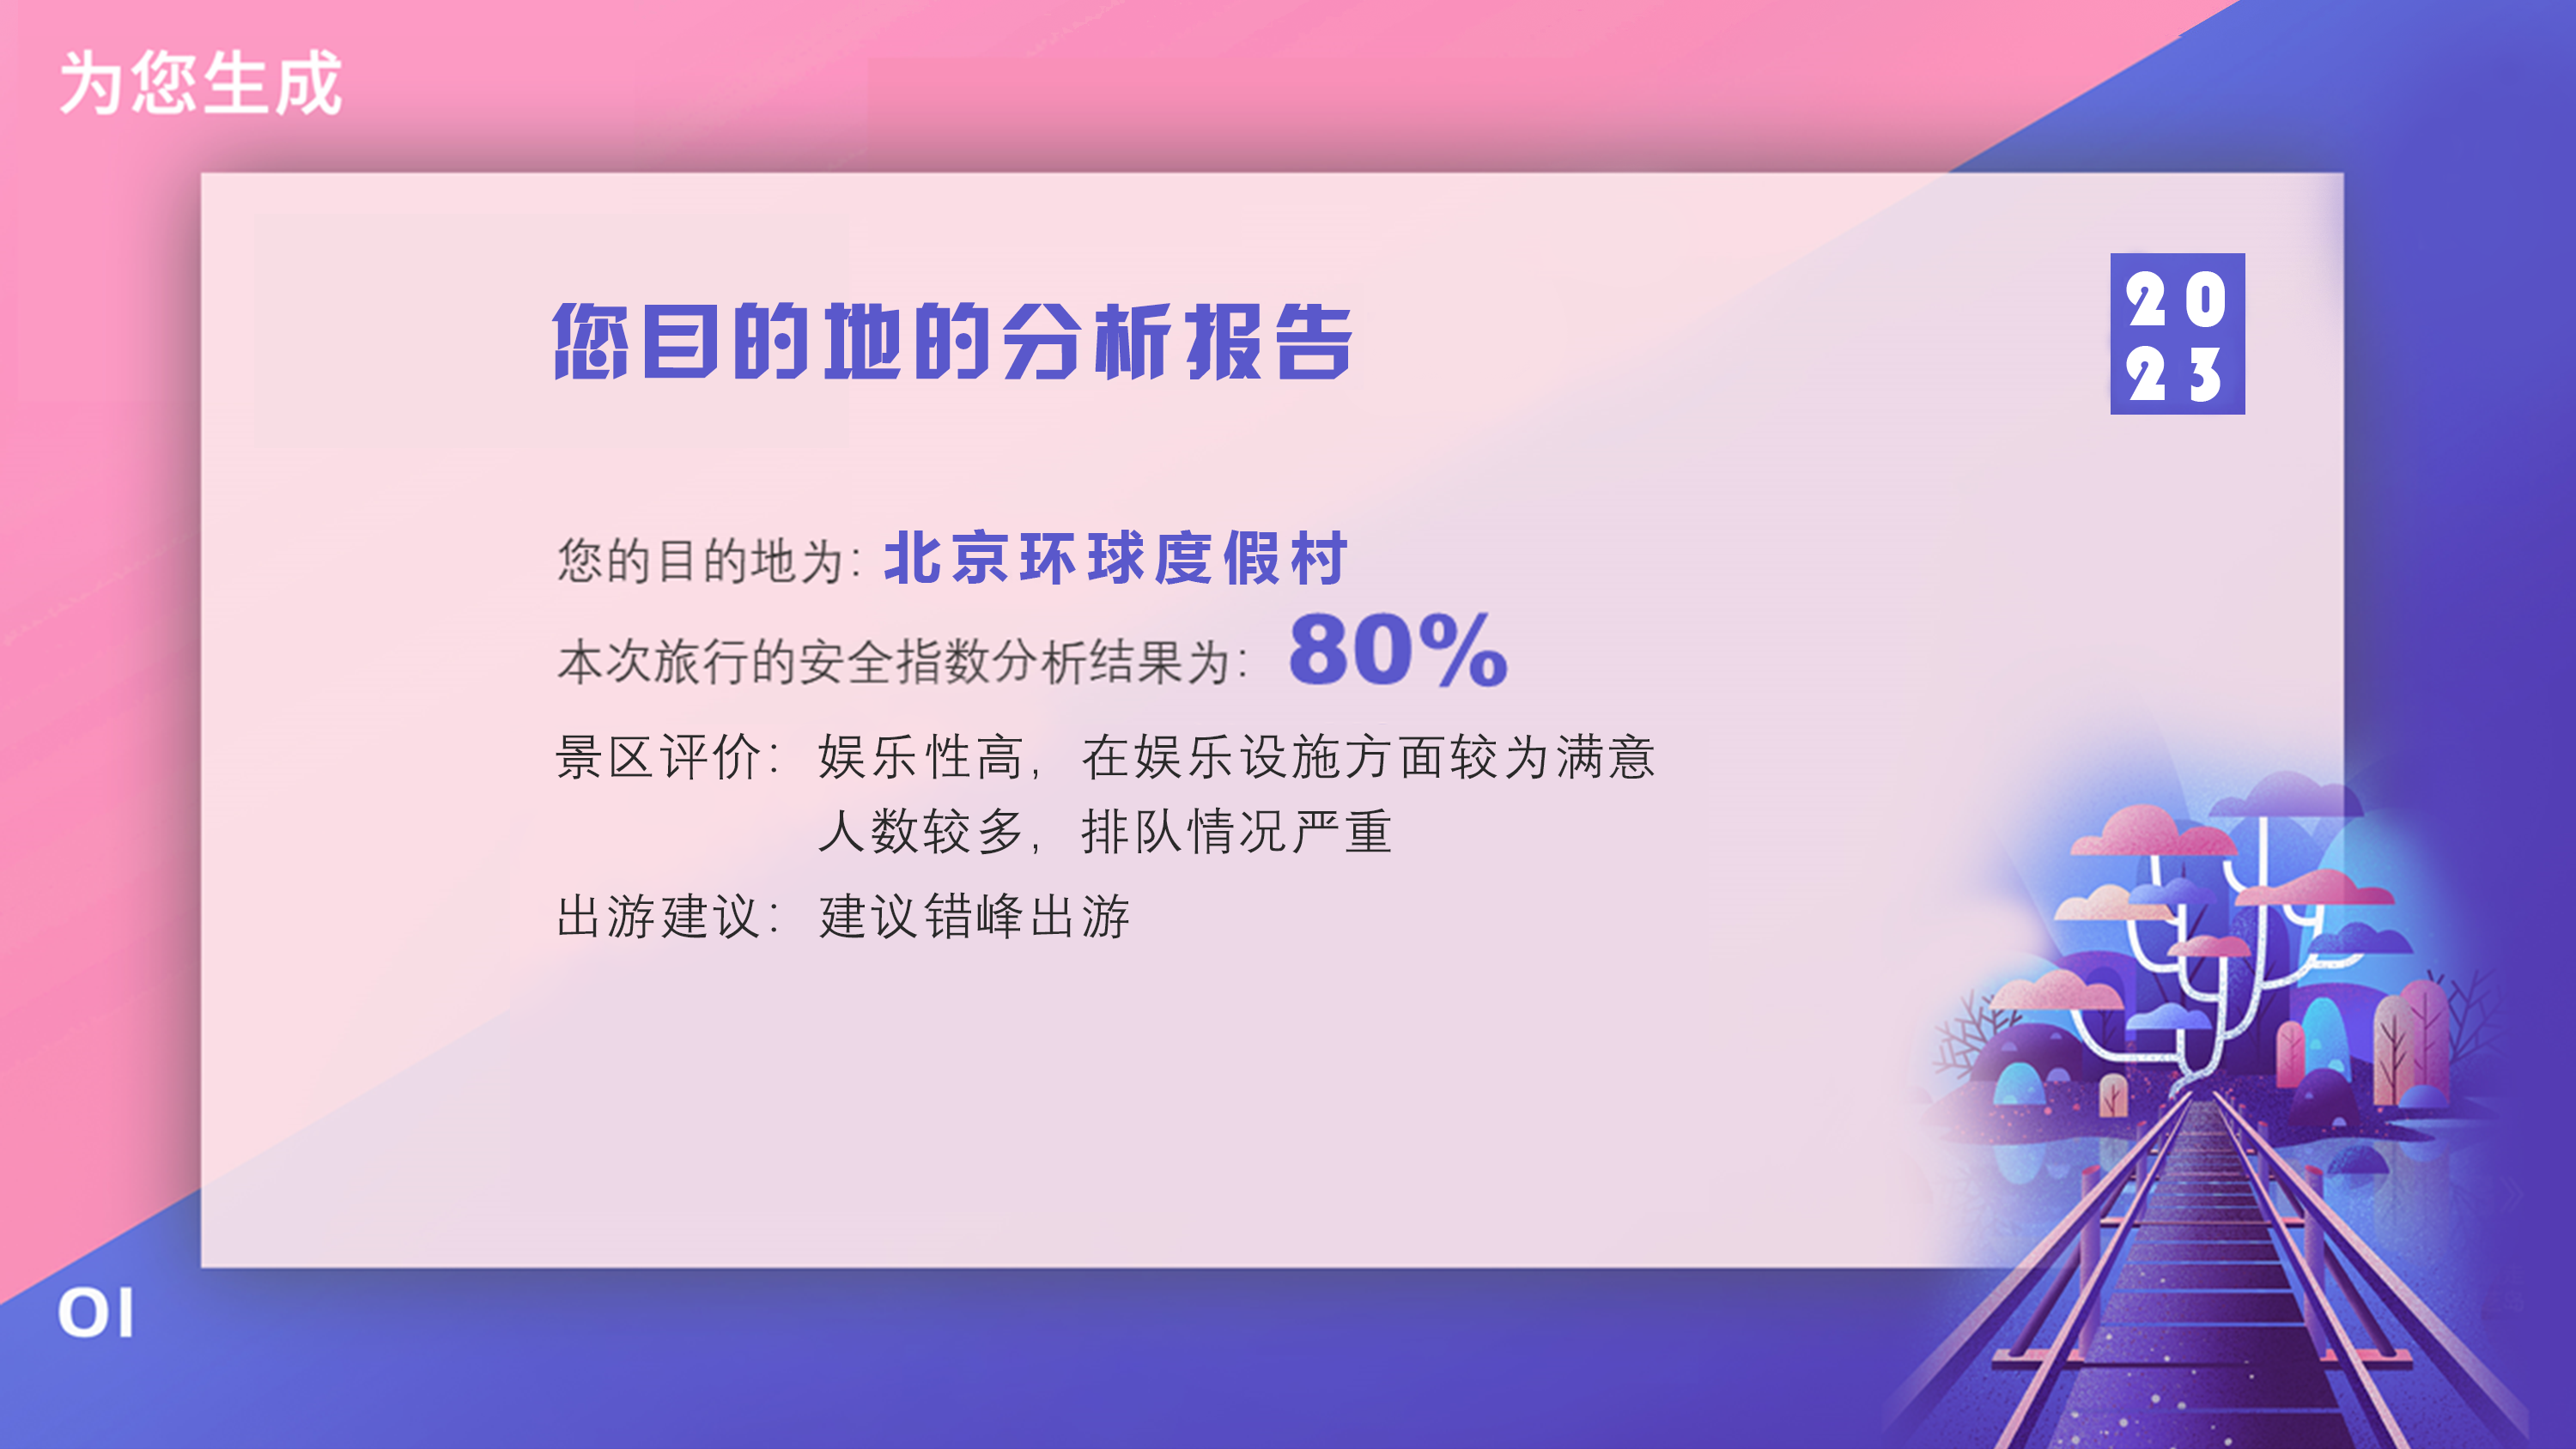 为您生成
20
23
您目的地的分析报告
您的目的地为：北京环球度假村
本次旅行的安全指数分析结果为：80%
景区评价：娱乐性高，在娱乐设施方面较为满意
人数较多，排队情况严重
出游建议：建议错峰出游
OI